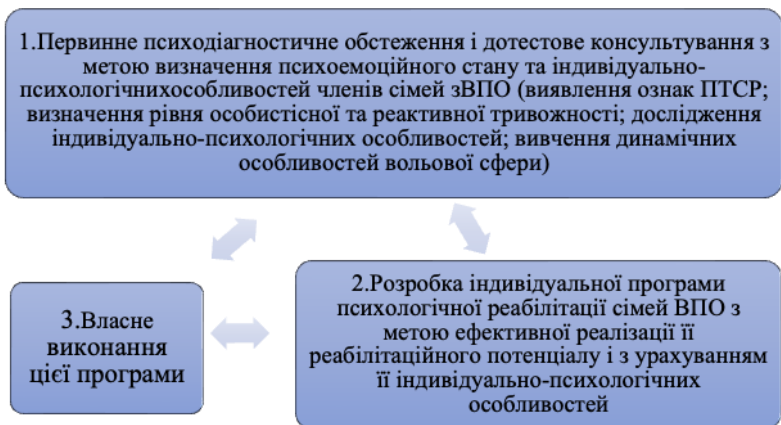 1.Первинне психодіагностичне обстеження і дотестове консультування з
метою визначення психоемоційного стану та індивідуально-
психологічнихособливостей членів сімей зВПО (виявлення ознак ПТСР;
визначення рівня особистісної та реактивної тривожності; дослідження
індивідуально-психологічних особливостей; вивчення динамічних
особливостей вольової сфери)
2.Розробка індивідуальної програми
психологічної реабілітації сімей ВПО з
метою ефективної реалізації її
реабілітаційного потенціалу і з урахуванням
її індивідуально-психологічних
особливостей
3.Власне
виконання
цієї програми